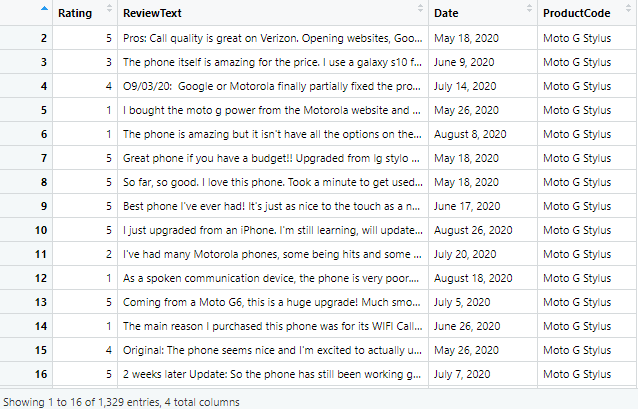 Rating ReviewText Date ProductCode
2 5 Pros: Call quality is great on Verizon. Opening websites, Goo... May 18, 2020 Moto G Stylus
3 3 The phone itself is amazing for the price. I use a galaxy s10 f... June 9, 2020 Moto G Stylus
4 4 O9/03/20: Google or Motorola finally partially fixed the pro... July 14, 2020 Moto G Stylus
5 1 I bought the moto g power from the Motorola website and ... May 26, 2020 Moto G Stylus
6 1 The phone is amazing but it isn't have all the options on the... August 8, 2020 Moto G Stylus
7 5 Great phone if you have a budget!! Upgraded from lg stylo ... May 18, 2020 Moto G Stylus
8 5 So far, so good. I love this phone. Took a minute to get used... May 18, 2020 Moto G Stylus
9 5 Best phone I've ever had! It's just as nice to the touch as a n... June 17, 2020 Moto G Stylus
10 5 I just upgraded from an iPhone. I'm still learning, will update... August 26, 2020 Moto G Stylus
11 2 I've had many Motorola phones, some being hits and some ... July 20, 2020 Moto G Stylus
12 1 As a spoken communication device, the phone is very poor.... August 18, 2020 Moto G Stylus
13 5 Coming from a Moto G6, this is a huge upgrade! Much smo... July 5, 2020 Moto G Stylus
14 1 The main reason I purchased this phone was for its WIFI Call... June 26, 2020 Moto G Stylus
15 4 Original: The phone seems nice and I'm excited to actually u... May 26, 2020 Moto G Stylus
16 5 2 weeks later Update: So the phone has still been working g... July 7, 2020 Moto G Stylus
Showing 1 to 16 of 1,329 entries, 4 total columns